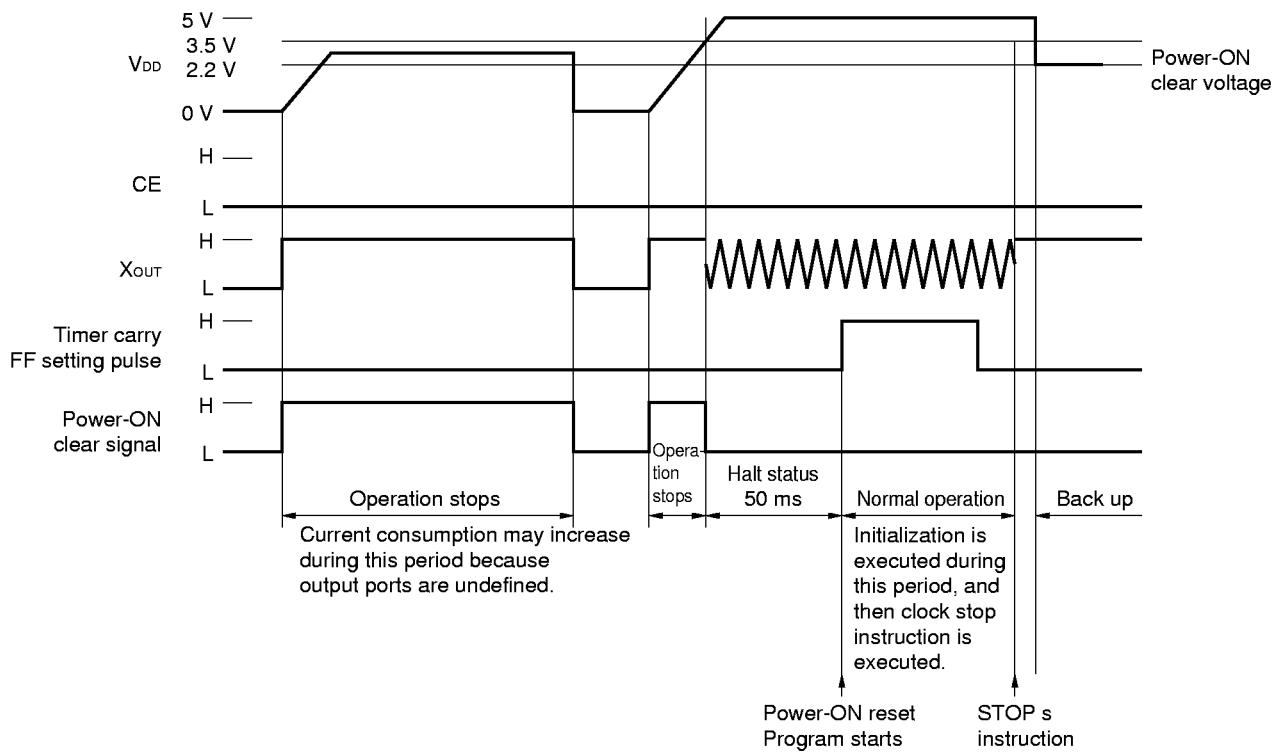 5 V
3.5 V
VDD
2.2 V
Power-ON
clear voltage
0 V
H
CE
L
H
XOUT
L
H
Timer carry
FF setting pulse
L
H
Power-ON
clear signal
L
Opera-
tion
stops
Halt status
50 ms
Operation stops
Normal operation
Back up
Current consumption may increase
during this period because
output ports are undefined.
Initialization is
executed during
this period, and
then clock stop
instruction is
executed.
Power-ON reset
Program starts
STOP s
instruction